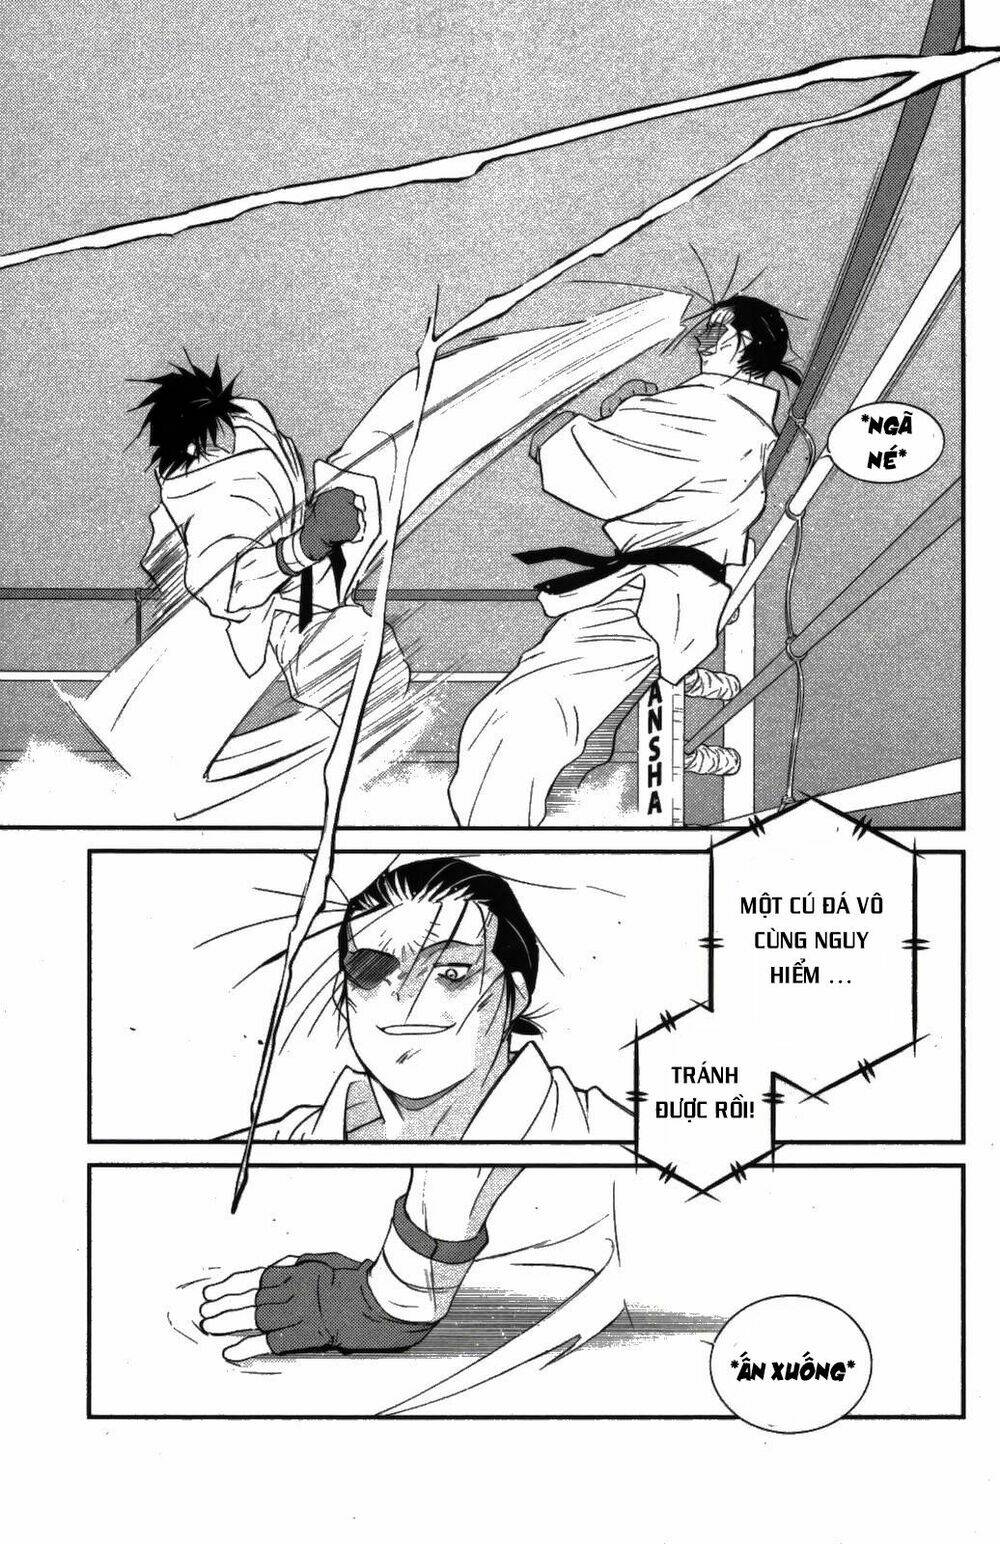 *NGÃ
NÉ*
ANSHA
MỘT CÚ ĐÁ VÔ
CÙNG NGUY
HIỂM ...
TRÁNH
ĐƯỢC RỒI!
*ẤN XUỐNG*